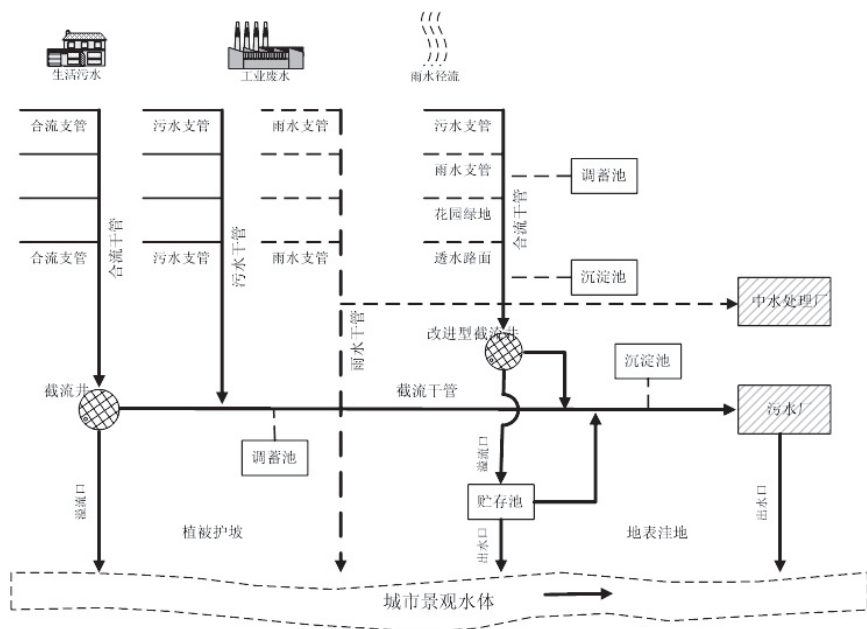 生活污水
工业废水
雨水径流
合流支管
污水支管
雨水支管
污水支管
雨水支管
调蓄池
花园绿地
合流干管
合流干管
污水干管
合流支管
污水支管
雨水支管
透水路面
沉淀池
中水处理厂
雨水干管
改进型截流井
沉淀池
截流井
截流干管
污水厂
调蓄池
溢流口
贮存池
溢流口
植被护坡
出水口
地表洼地
出水口
城市景观水体